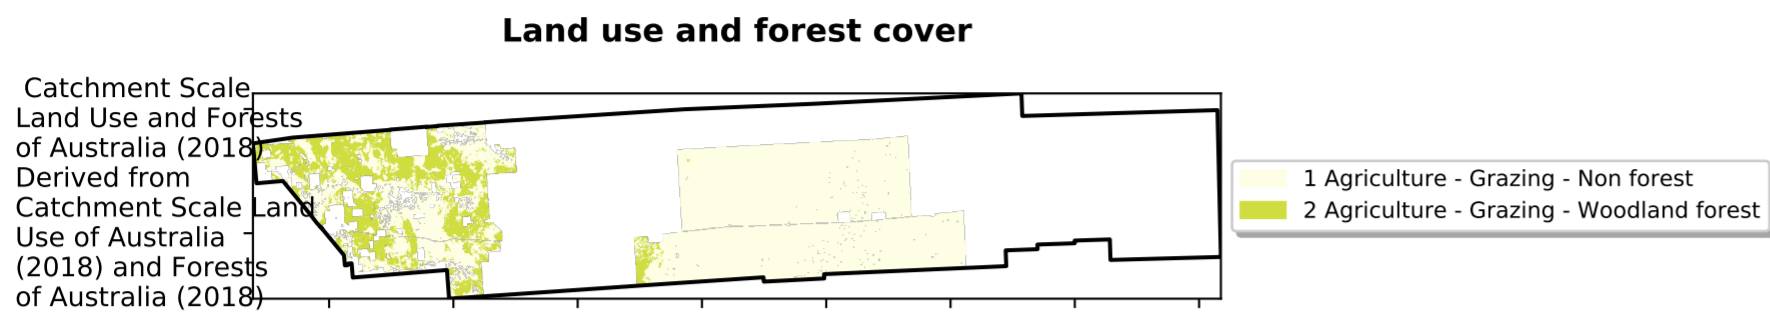 Land use and forest cover
Catchment Scale
Land Use and Forests
of Australia (2018)
Derived from
Catchment Scale Land
Use of Australia
(2018) and Forests
of Australia (2018)
1 Agriculture - Grazing - Non forest
2 Agriculture - Grazing - Woodland forest